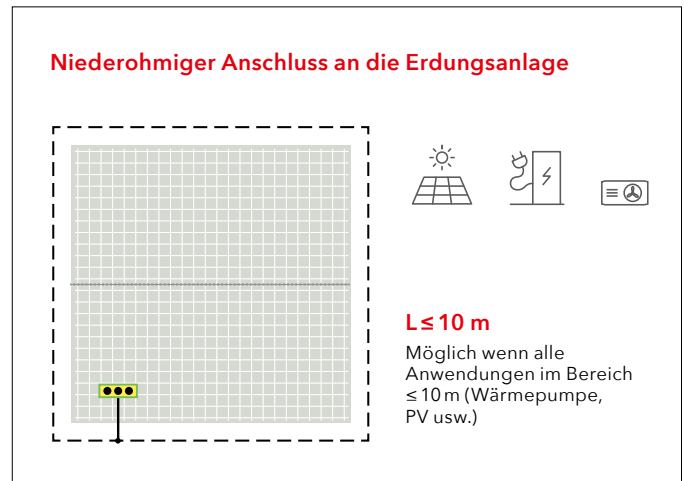 Niederohmiger Anschluss an die Erdungsanlage
L ≤ 10 m
Möglich wenn alle
Anwendungen im Bereich
≤ 10 m (Wärmepumpe,
PV usw.)